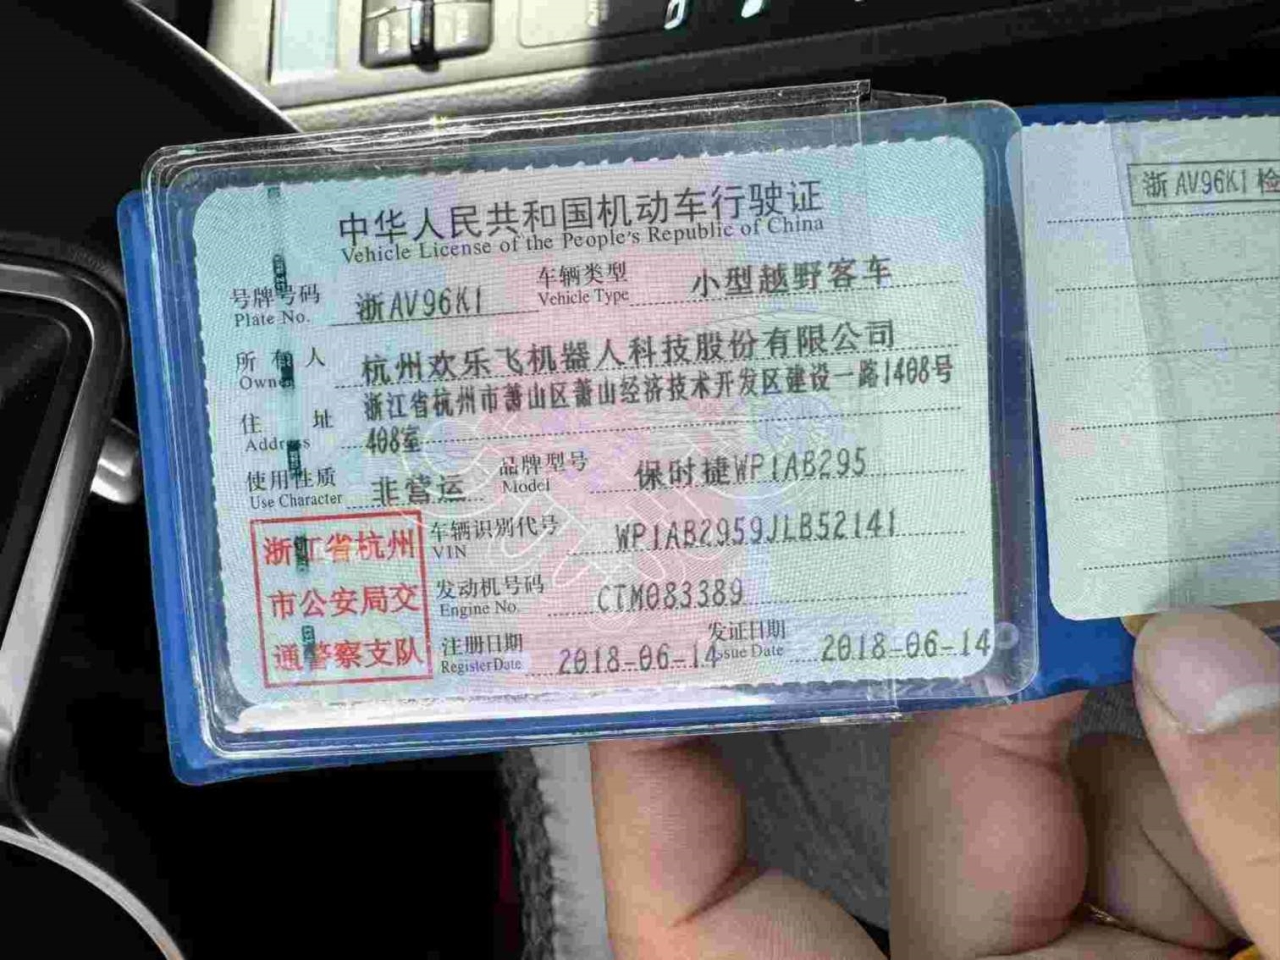 中华人民共和国机动车行驶证
Vehicle License of the People's Republic of China
号牌号码 浙AV96K1 车辆类型 小型越野客车
Plate No. Vehicle Type
所有人 杭州欢乐飞机器人科技股份有限公司
Owner
住址 浙江省杭州市萧山区萧山经济技术开发区建设一路1408号
Address 408室
使用性质 非营运 品牌型号 保时捷WP1AB295
Use Character Model
浙江省杭州 车辆识别代号 WP1AB2959JLB52141
VIN
市公安局交 发动机号码 CTM083389
Engine No.
通警察支队 注册日期 2018-06-14 发证日期 2018-06-14
Register Date Issue Date
浙AV96K1 检